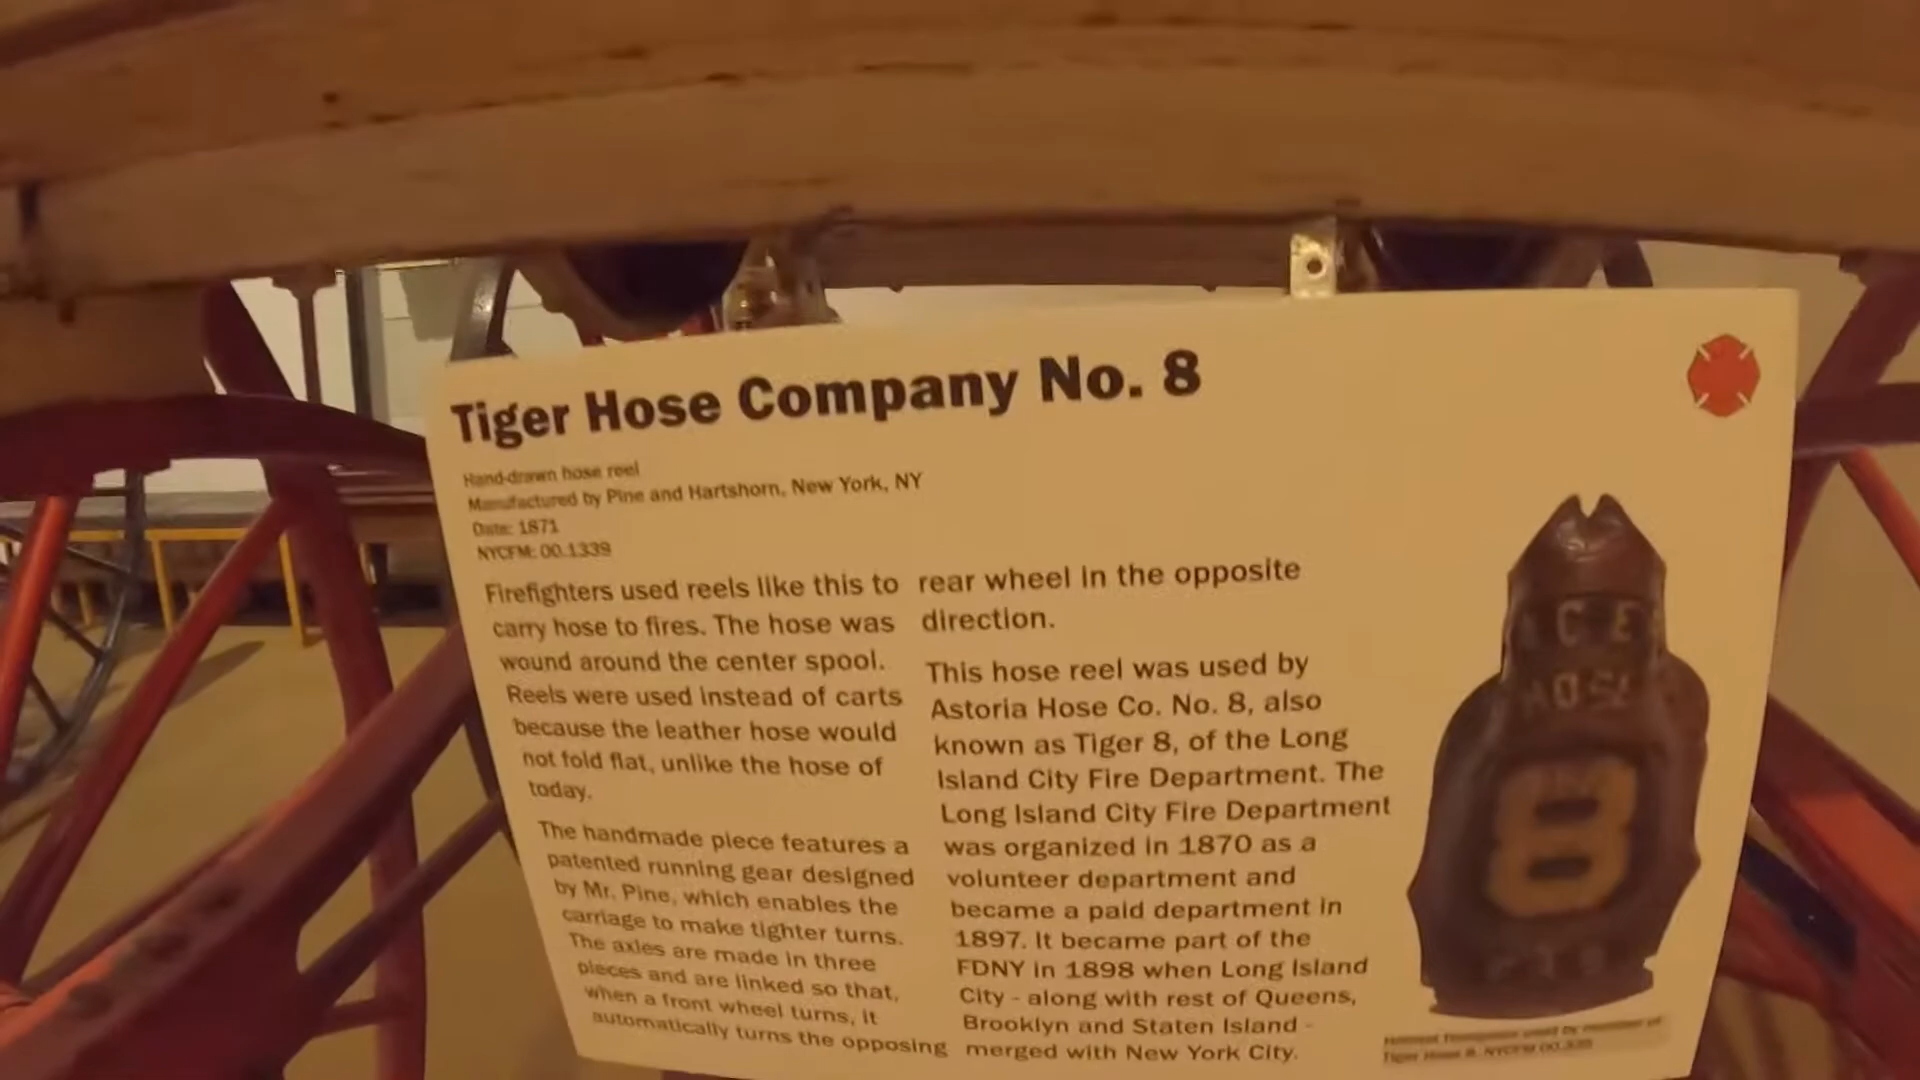 Tiger Hose Company No. 8
Hand-drawn hose reel
Manufactured by Pine and Hartshorn, New York, NY
Date: 1871
NYCFM: 00.1339
Firefighters used reels like this to
carry hose to fires. The hose was
wound around the center spool.
Reels were used instead of carts
because the leather hose would
not fold flat, unlike the hose of
today.
The handmade piece features a
patented running gear designed
by Mr. Pine, which enables the
carriage to make tighter turns.
The axles are made in three
pieces and are linked so that,
when a front wheel turns, it
automatically turns the opposing
rear wheel in the opposite
direction.
This hose reel was used by
Astoria Hose Co. No. 8, also
known as Tiger 8, of the Long
Island City Fire Department. The
Long Island City Fire Department
was organized in 1870 as a
volunteer department and
became a paid department in
1897. It became part of the
FDNY in 1898 when Long Island
City - along with rest of Queens,
Brooklyn and Staten Island -
merged with New York City.
HOSE
8
used by member of
Tiger Hose 8. NYCFM